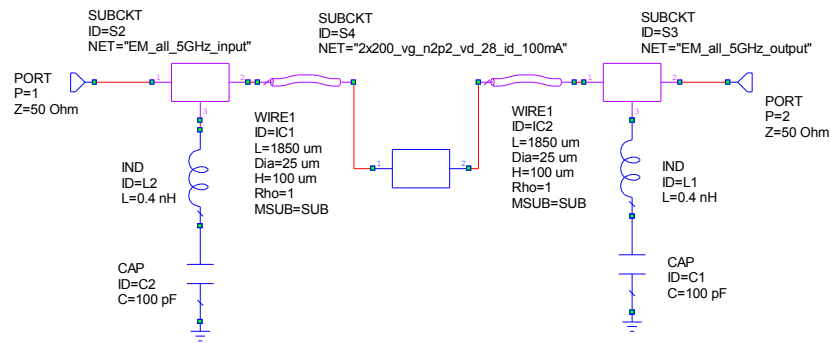 SUBCKT
ID=S2
NET="EM_all_5GHz_input"
SUBCKT
ID=S4
NET="2x200_vg_n2p2_vd_28_id_100mA"
SUBCKT
ID=S3
NET="EM_all_5GHz_output"
PORT
P=1
Z=50 Ohm
1
2
3
WIRE1
ID=IC1
L=1850 um
Dia=25 um
H=100 um
Rho=1
MSUB=SUB
1
2
WIRE1
ID=IC2
L=1850 um
Dia=25 um
H=100 um
Rho=1
MSUB=SUB
1
2
3
PORT
P=2
Z=50 Ohm
IND
ID=L2
L=0.4 nH
IND
ID=L1
L=0.4 nH
CAP
ID=C2
C=100 pF
CAP
ID=C1
C=100 pF